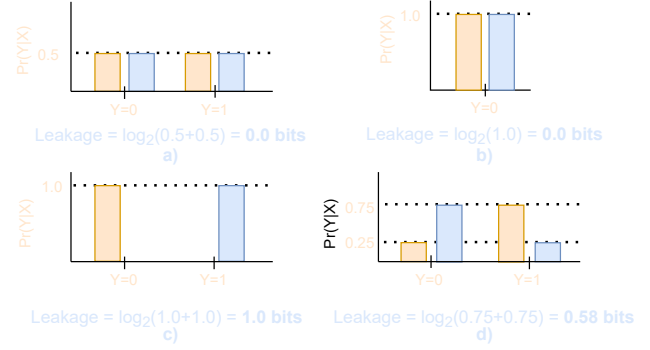 Pr(Y|X)
0.5
Y=0
Y=1
Leakage = log2(0.5+0.5) = 0.0 bits
a)
Pr(Y|X)
1.0
Y=0
Leakage = log2(1.0) = 0.0 bits
b)
Pr(Y|X)
1.0
Y=0
Y=1
Leakage = log2(1.0+1.0) = 1.0 bits
c)
Pr(Y|X)
0.75
0.25
Y=0
Y=1
Leakage = log2(0.75+0.75) = 0.58 bits
d)